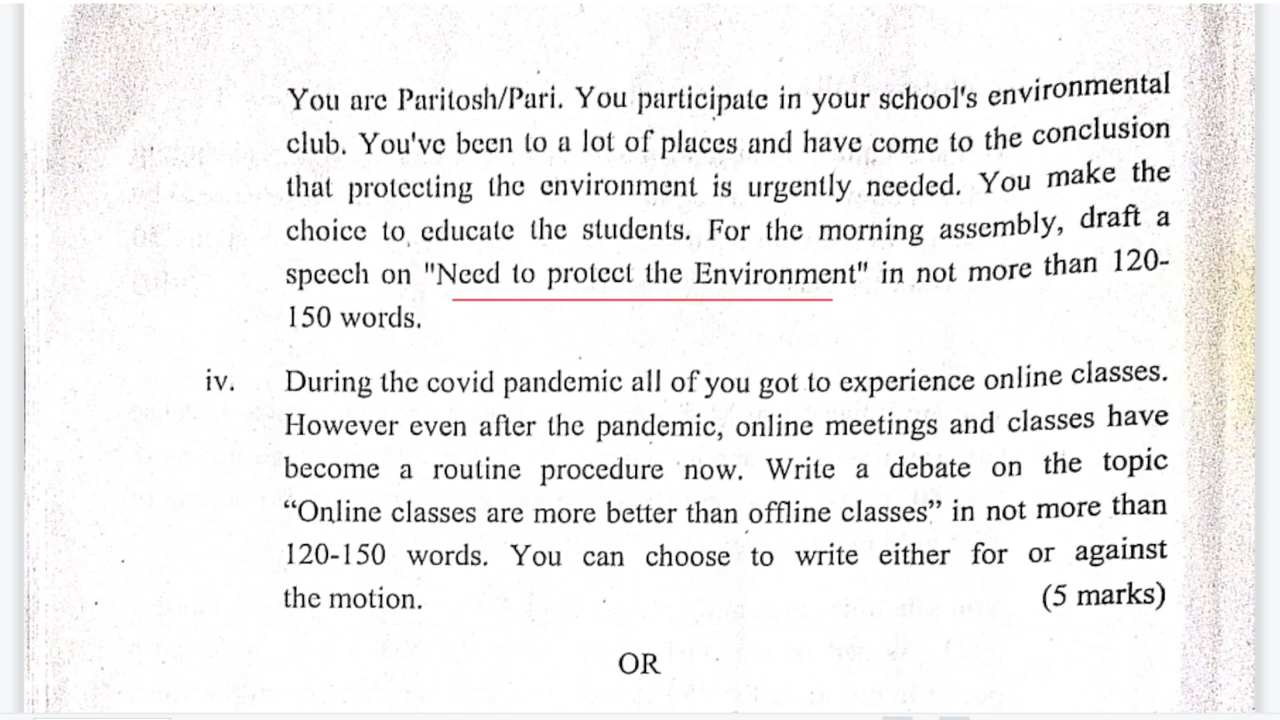 You are Paritosh/Pari. You participate in your school's environmental
club. You've been to a lot of places and have come to the conclusion
that protecting the environment is urgently needed. You make the
choice to educate the students. For the morning assembly, draft a
speech on "Need to protect the Environment" in not more than 120-
150 words.
iv. During the covid pandemic all of you got to experience online classes.
However even after the pandemic, online meetings and classes have
become a routine procedure now. Write a debate on the topic
“Online classes are more better than offline classes” in not more than
120-150 words. You can choose to write either for or against
the motion. (5 marks)
OR